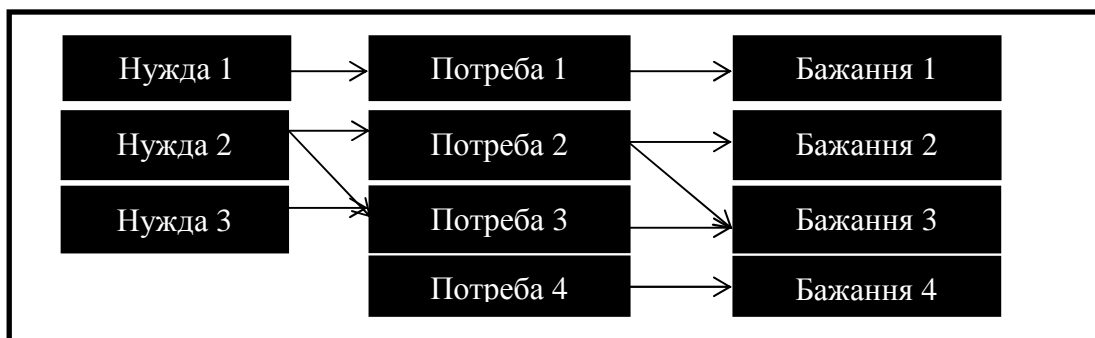 Нужда 1
Потреба 1
Бажання 1
Нужда 2
Потреба 2
Бажання 2
Нужда 3
Потреба 3
Бажання 3
Потреба 4
Бажання 4